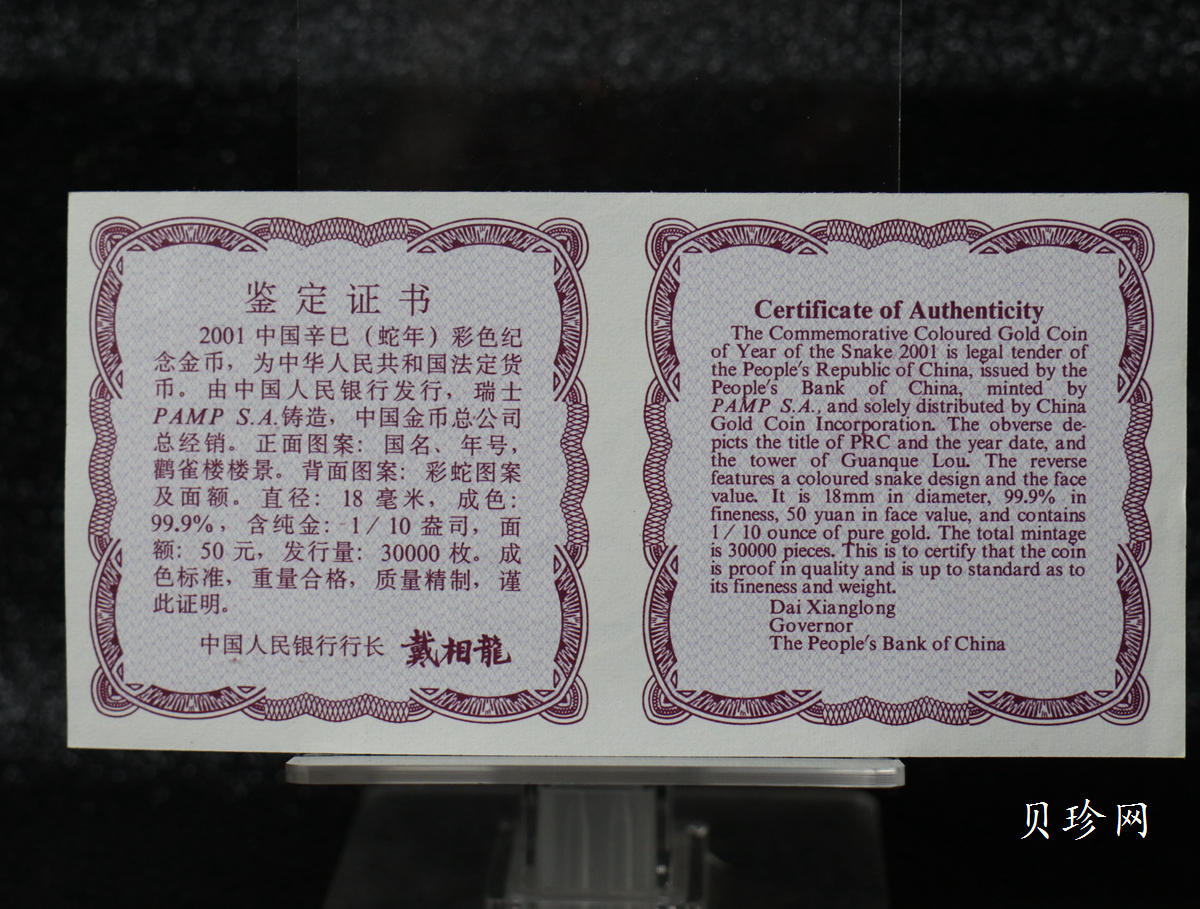 鉴定证书
2001 中国辛巳（蛇年）彩色纪
念金币，为中华人民共和国法定货
币。由中国人民银行发行，瑞士
PAMP S.A.铸造，中国金币总公司
总经销。正面图案：国名、年号，
鹳雀楼楼景。背面图案：彩蛇图案
及面额。直径：18 毫米，成色：
99.9%，含纯金：1/10 盎司，面
额：50 元，发行量：30000 枚。成
色标准，重量合格，质量精制，谨
此证明。
中国人民银行行长 戴相龍
Certificate of Authenticity
The Commemorative Coloured Gold Coin
of Year of the Snake 2001 is legal tender of
the People's Republic of China, issued by the
People's Bank of China, minted by
PAMP S.A., and solely distributed by China
Gold Coin Incorporation. The obverse de-
picts the title of PRC and the year date, and
the tower of Guanque Lou. The reverse
features a coloured snake design and the face
value. It is 18mm in diameter, 99.9% in
fineness, 50 yuan in face value, and contains
1/10 ounce of pure gold. The total mintage
is 30000 pieces. This is to certify that the coin
is proof in quality and is up to standard as to
its fineness and weight.
Dai Xianglong
Governor
The People's Bank of China
贝珍网